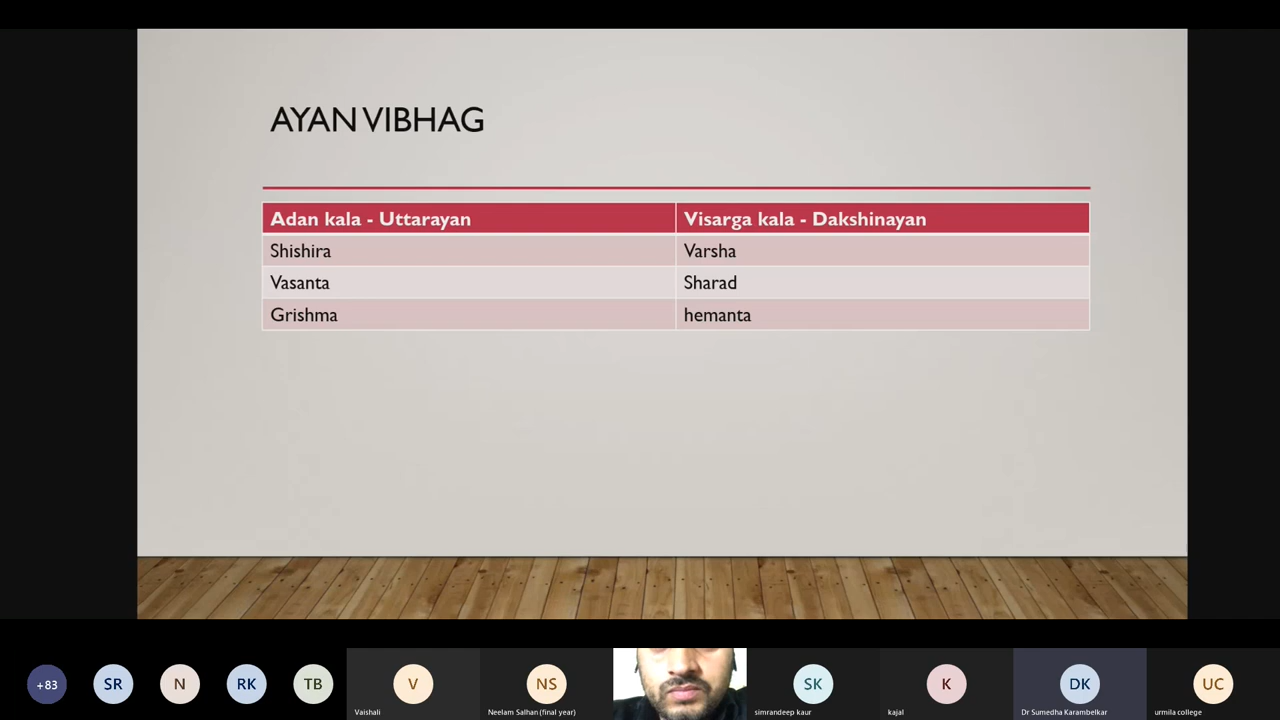 AYAN VIBHAG
Adan kala - Uttarayan Visarga kala - Dakshinayan
Shishira Varsha
Vasanta Sharad
Grishma hemanta
+83 SR N RK TB V NS SK K DK UC
Vaishali Neelam Salhan (final year) simrandeep kaur kajal Dr Sumedha Karambelkar urmila college